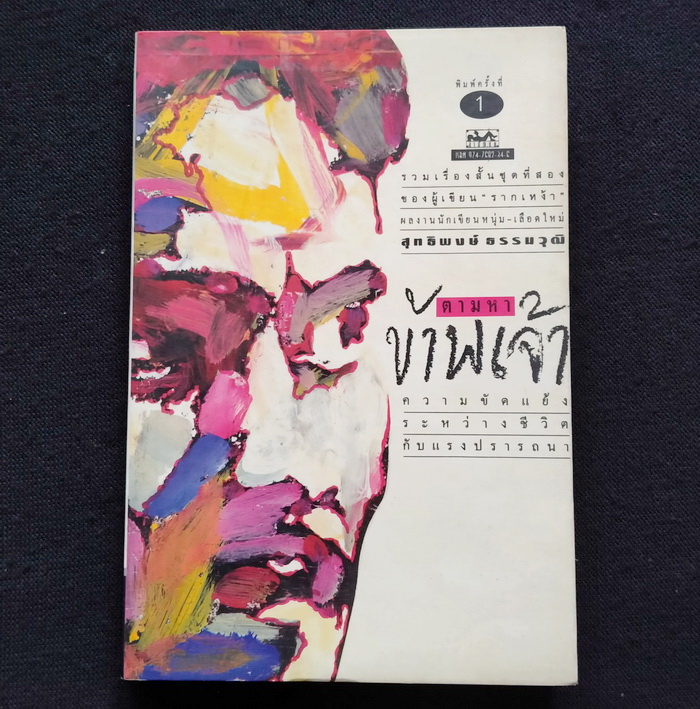 พิมพ์ครั้งที่
1
รวมเรื่องสั้นชุดที่สอง
ของผู้เขียน "รากเหง้า"
ผลงานนักเขียนหนุ่ม-เลือดใหม่
สุทธิพงษ์ ธรรมวุฒิ
ตามหา
ข้าพเจ้า
ความขัดแย้ง
ระหว่างชีวิต
กับแรงปรารถนา